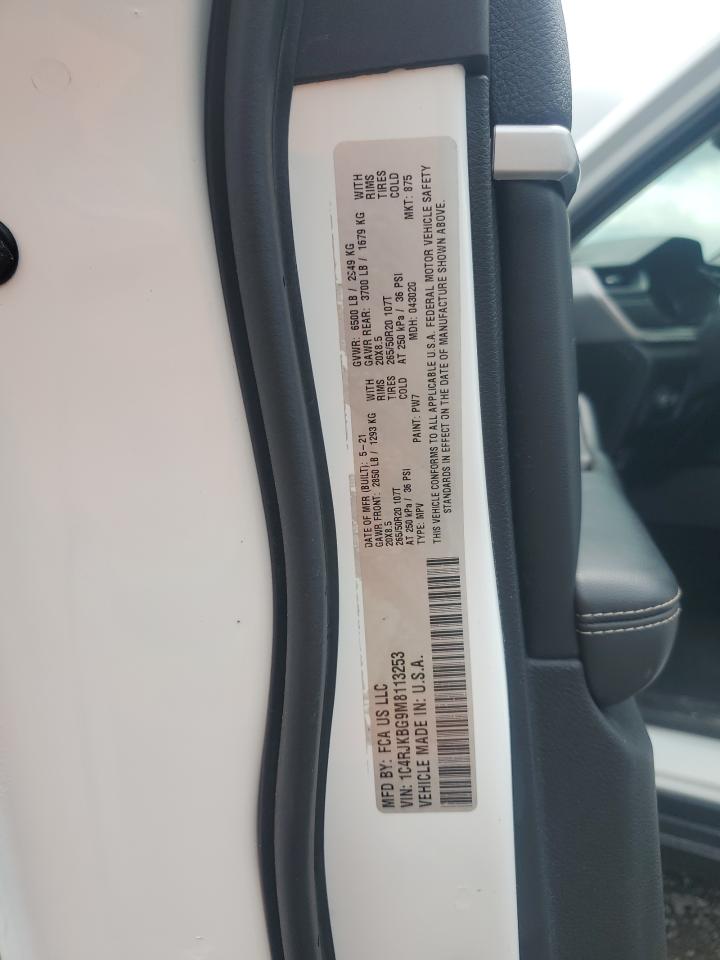 MFD BY: FCA US LLC
VIN: 1C4RJKBG9M8113253
VEHICLE MADE IN: U.S.A.
DATE OF MFR (BUILT): 5-21
GAWR FRONT: 2850 LB / 1293 KG WITH
20X8.5 RIMS
265/50R20 107T TIRES
AT 250 kPa / 36 PSI COLD
TYPE: MPV PAINT: PW7
GVWR: 6500 LB / 2949 KG
GAWR REAR: 3700 LB / 1679 KG WITH
20X8.5 RIMS
265/50R20 107T TIRES
AT 250 kPa / 36 PSI COLD
MDH: 043020 MKT: 875
THIS VEHICLE CONFORMS TO ALL APPLICABLE U.S.A. FEDERAL MOTOR VEHICLE SAFETY
STANDARDS IN EFFECT ON THE DATE OF MANUFACTURE SHOWN ABOVE.